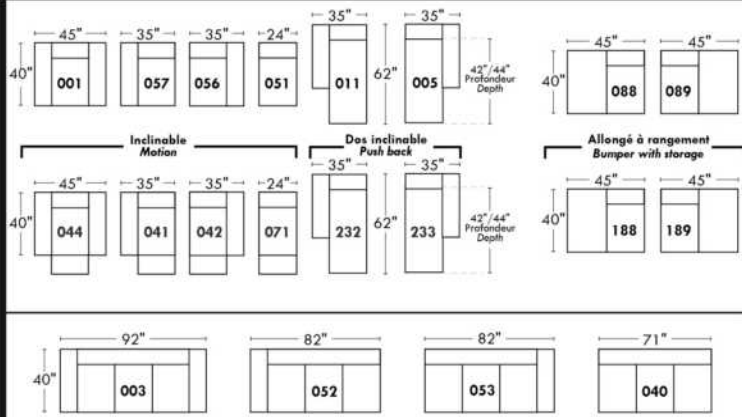 45" 35" 35" 24" 35" 35" 45" 45"
40" 001 057 056 051 011 62" 005 42"/44" Profondeur Depth 40" 088 089
Inclinable
Motion
Dos inclinable
Push back
Allongé à rangement
Bumper with storage
45" 35" 35" 24" 35" 35" 45" 45"
40" 044 041 042 071 232 62" 233 42"/44" Profondeur Depth 40" 188 189
92" 82" 82" 71"
40" 003 052 053 040